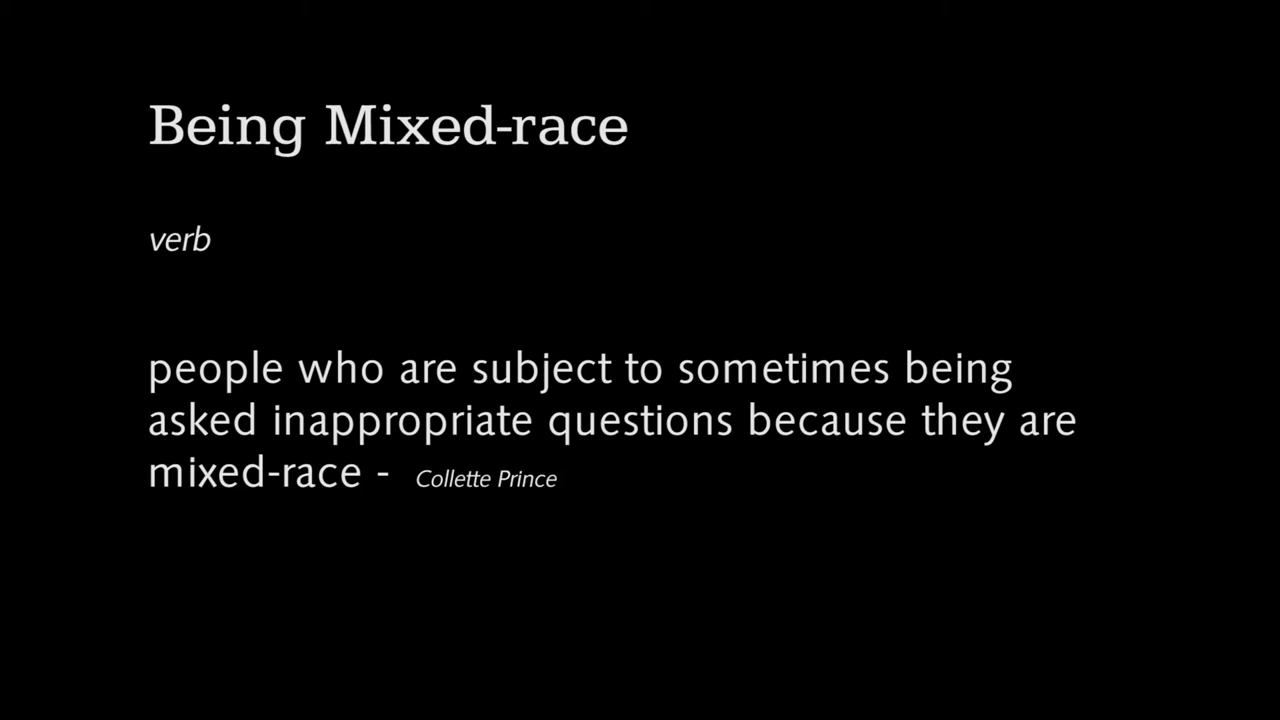 Being Mixed-race
verb
people who are subject to sometimes being
asked inappropriate questions because they are
mixed-race - Collette Prince